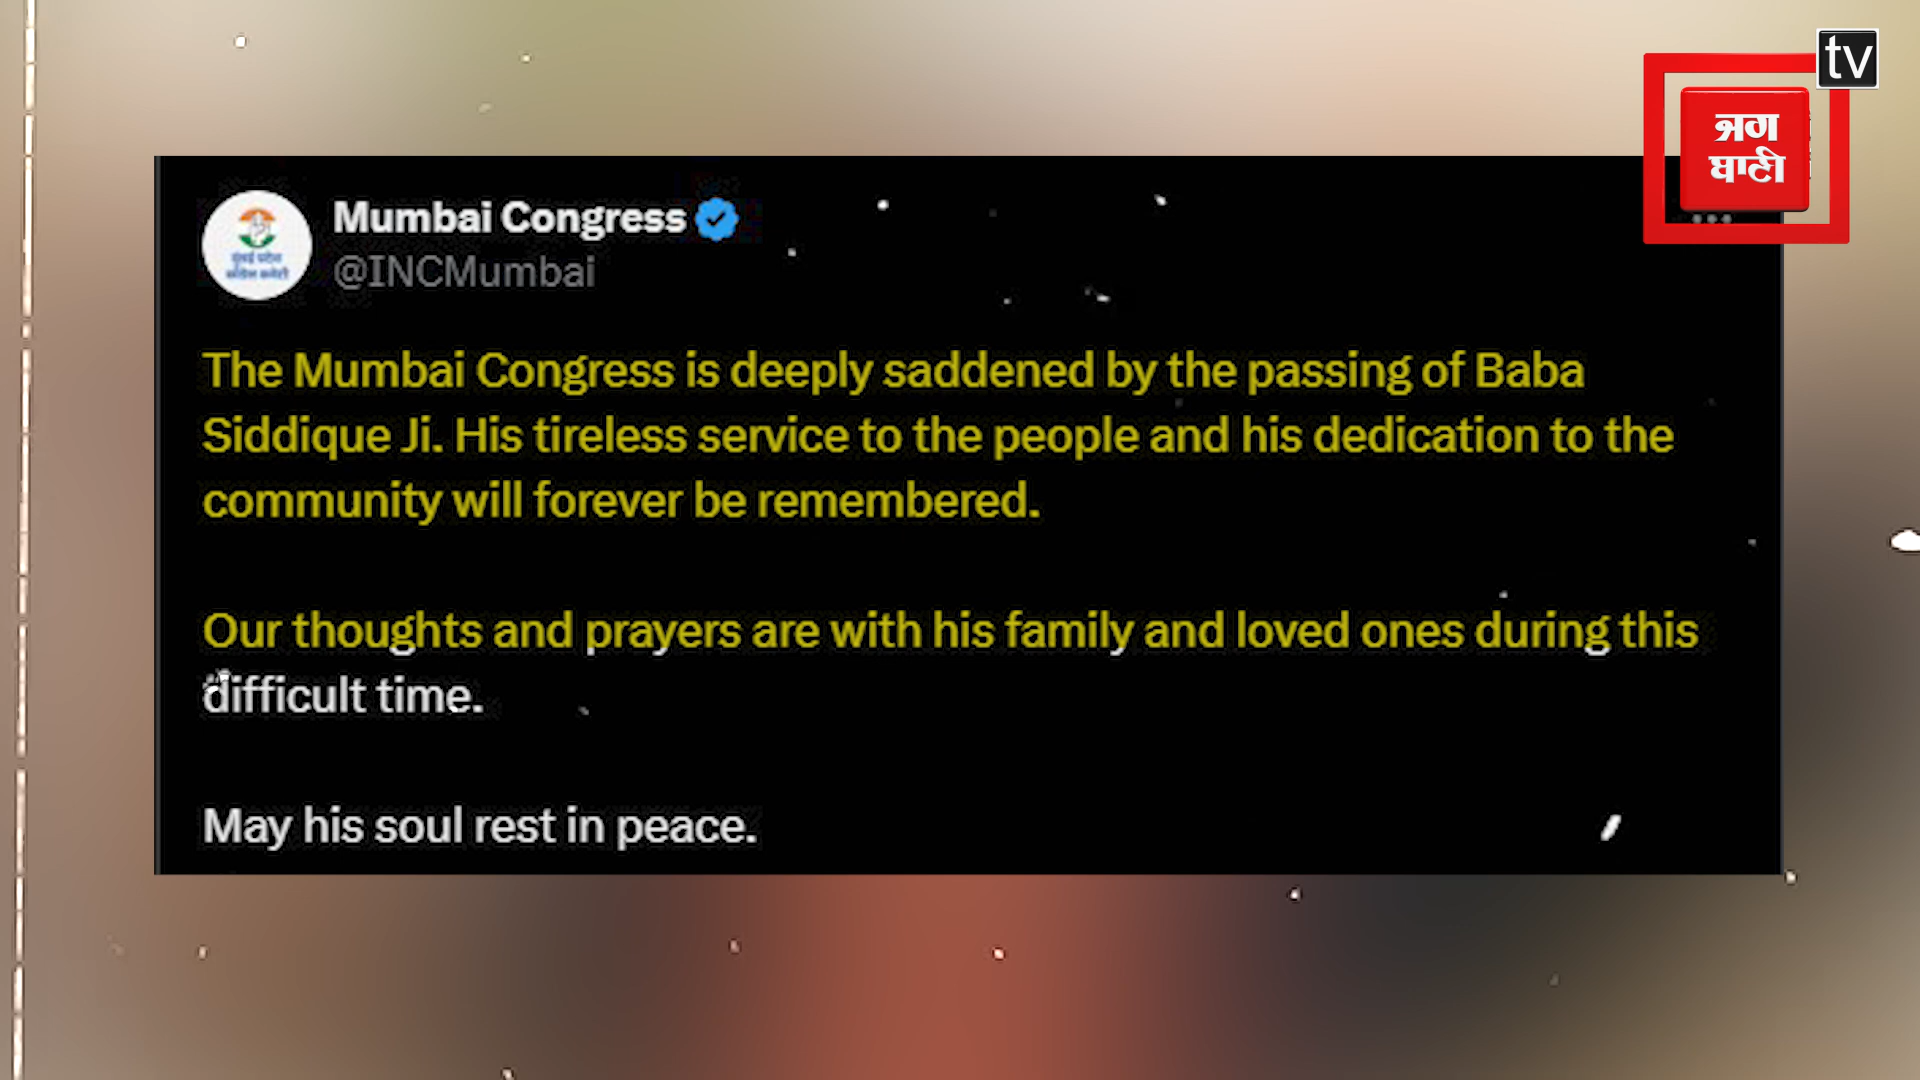 tv
ਜਗ
ਬਾਣੀ
Mumbai Congress
@INCMumbai
The Mumbai Congress is deeply saddened by the passing of Baba
Siddique Ji. His tireless service to the people and his dedication to the
community will forever be remembered.
Our thoughts and prayers are with his family and loved ones during this
difficult time.
May his soul rest in peace.